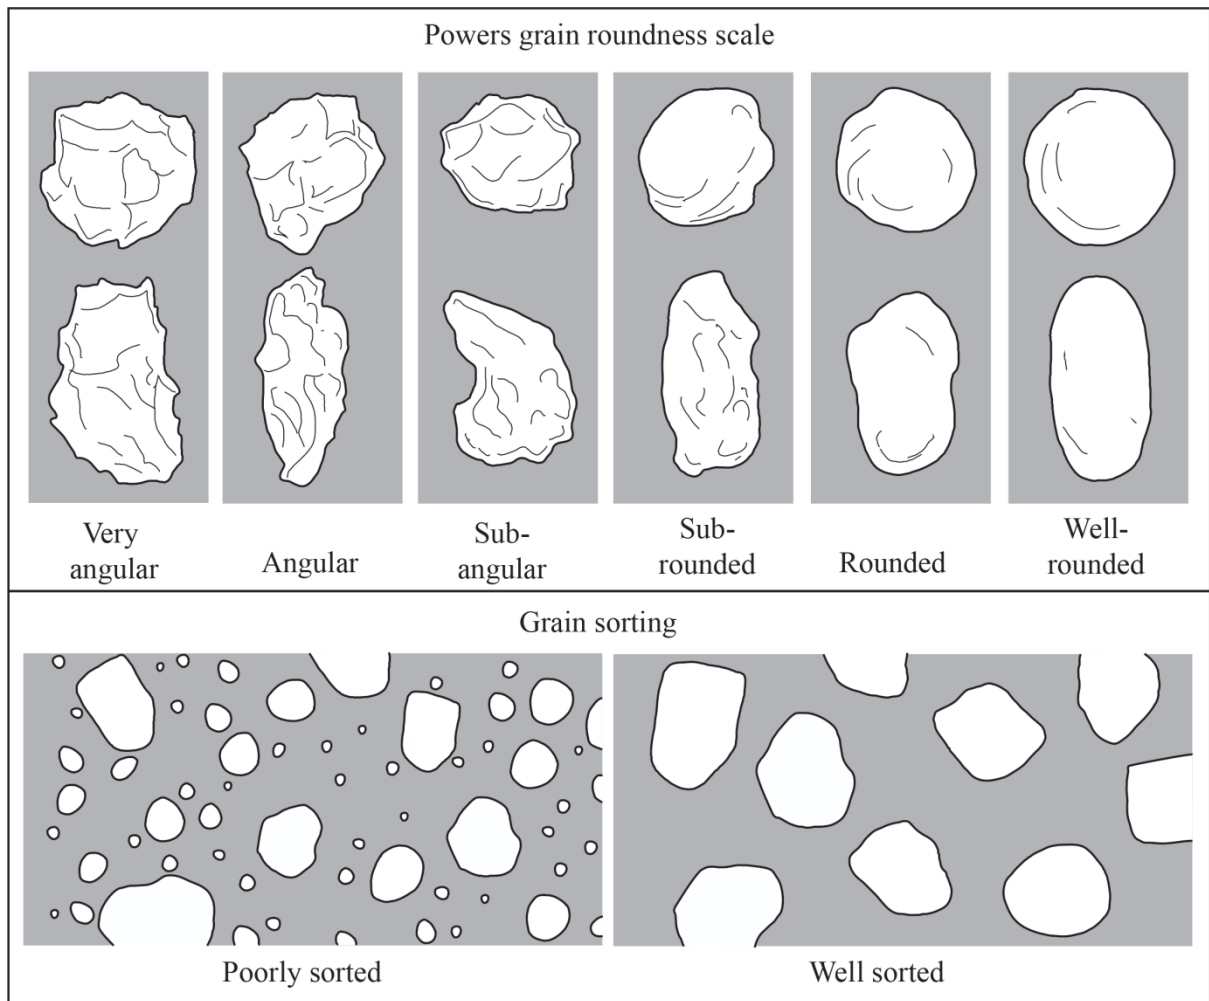 Powers grain roundness scale
Very
angular
Angular
Sub-
angular
Sub-
rounded
Rounded
Well-
rounded
Grain sorting
Poorly sorted
Well sorted